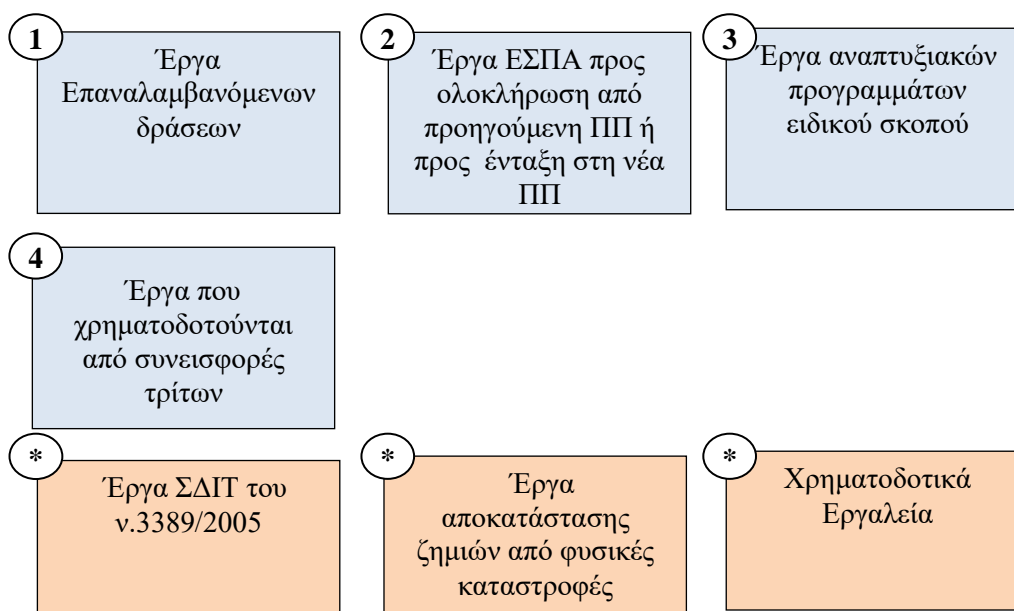 1
Έργα
Επαναλαμβανόμενων
δράσεων
2
Έργα ΕΣΠΑ προς
ολοκλήρωση από
προηγούμενη ΠΠ ή
προς ένταξη στη νέα
ΠΠ
3
Έργα αναπτυξιακών
προγραμμάτων
ειδικού σκοπού
4
Έργα που
χρηματοδοτούνται
από συνεισφορές
τρίτων
*
Έργα ΣΔΙΤ του
ν.3389/2005
*
Έργα
αποκατάστασης
ζημιών από φυσικές
καταστροφές
*
Χρηματοδοτικά
Εργαλεία